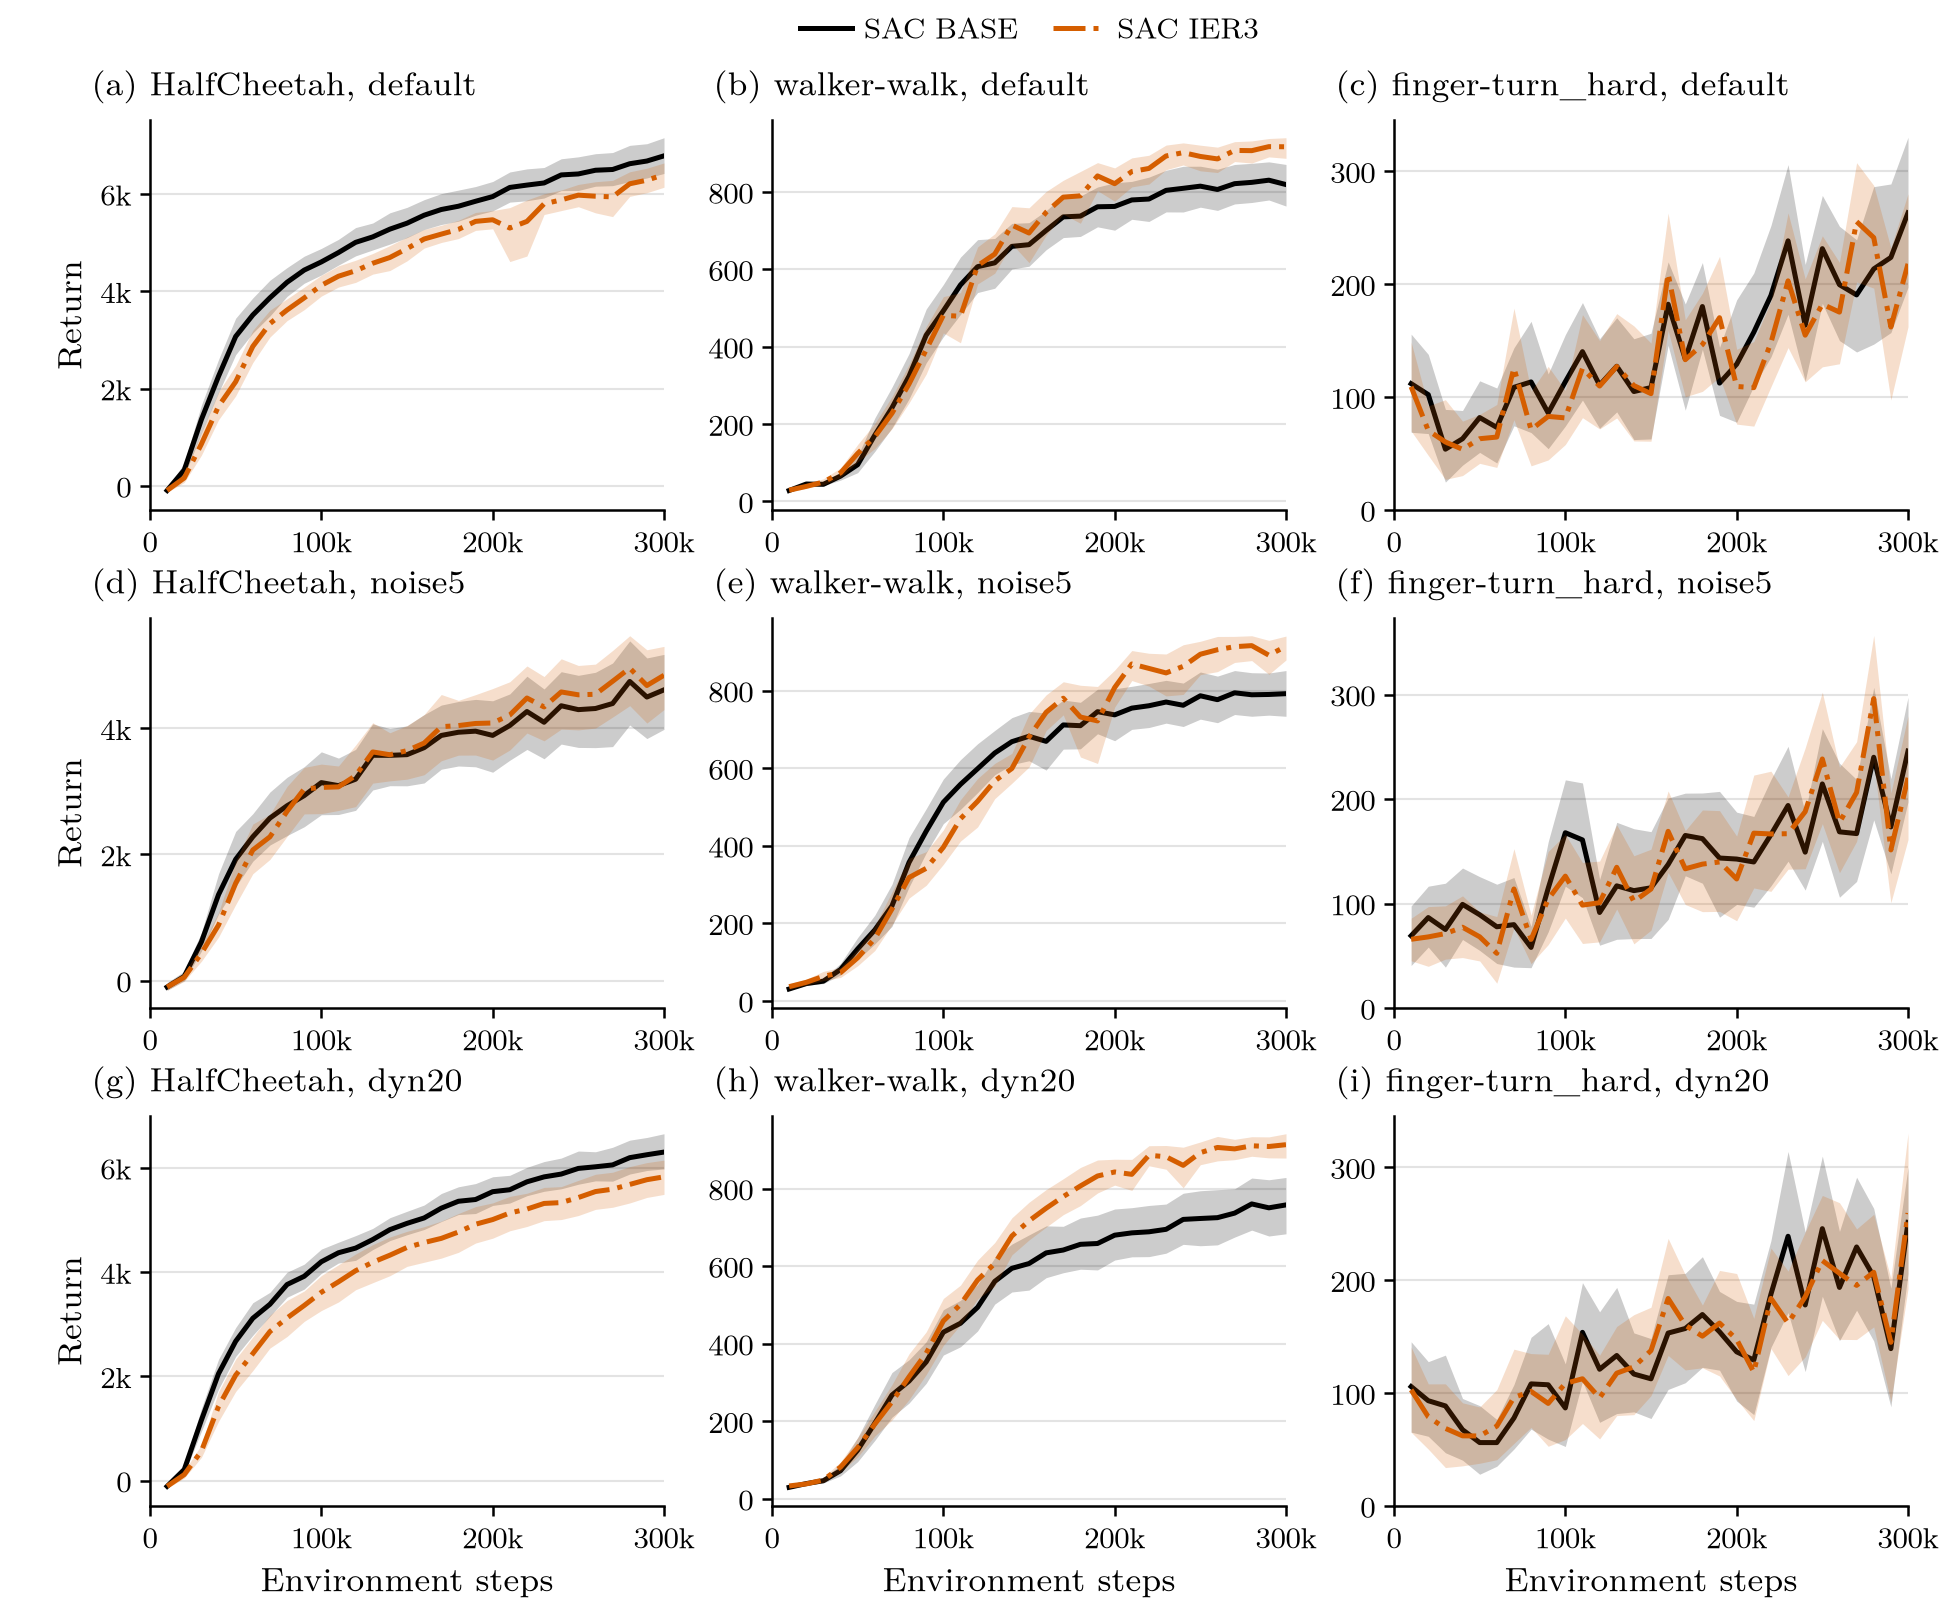 SAC BASE SAC IER3
(a) HalfCheetah, default
(b) walker-walk, default
(c) finger-turn_hard, default
Return
6k
4k
2k
0
0 100k 200k 300k
800
600
400
200
0
0 100k 200k 300k
300
200
100
0
0 100k 200k 300k
(d) HalfCheetah, noise5
(e) walker-walk, noise5
(f) finger-turn_hard, noise5
Return
4k
2k
0
0 100k 200k 300k
800
600
400
200
0
0 100k 200k 300k
300
200
100
0
0 100k 200k 300k
(g) HalfCheetah, dyn20
(h) walker-walk, dyn20
(i) finger-turn_hard, dyn20
Return
6k
4k
2k
0
0 100k 200k 300k
Environment steps
800
600
400
200
0
0 100k 200k 300k
Environment steps
300
200
100
0
0 100k 200k 300k
Environment steps